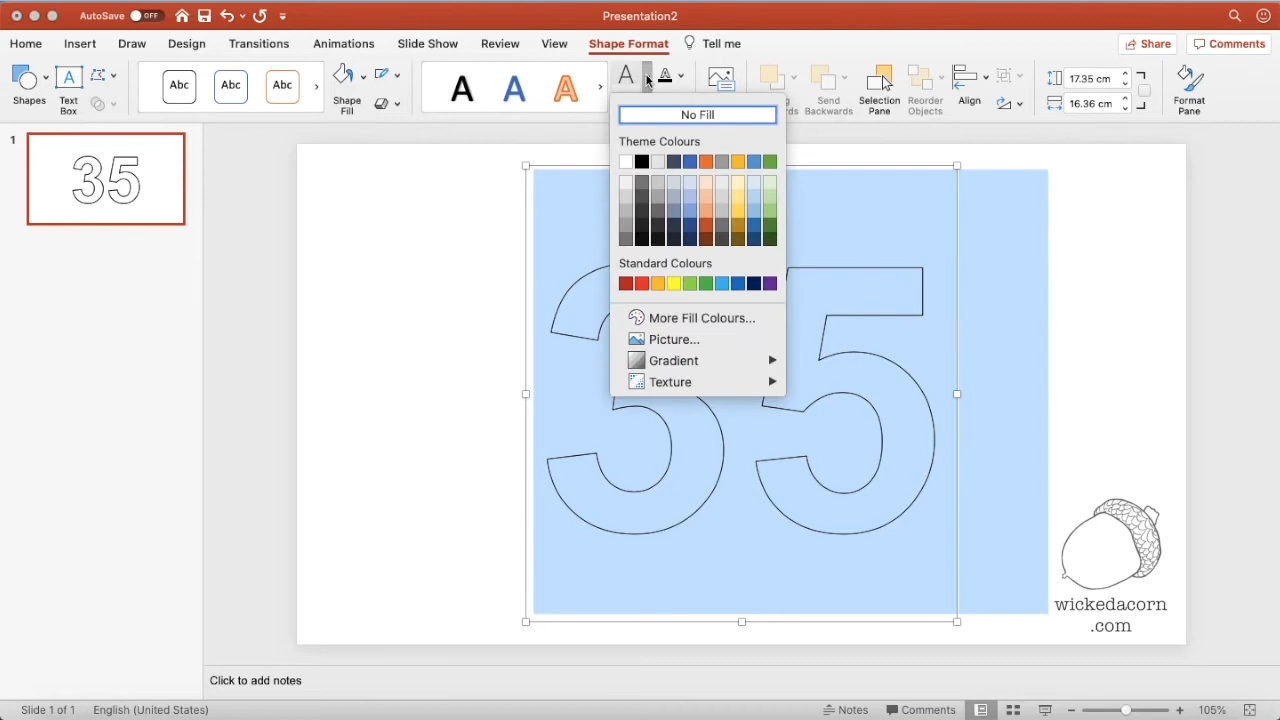 AutoSave OFF
Presentation2
Home Insert Draw Design Transitions Animations Slide Show Review View Shape Format Tell me
Share Comments
Shapes
Text Box
Abc Abc Abc
Shape Fill
A A A
A A
Send Backwards
Selection Pane
Reorder Objects
Align
17.35 cm
16.36 cm
Format Pane
No Fill
Theme Colours
Standard Colours
More Fill Colours...
Picture...
Gradient
Texture
1
35
35
wickedacorn
.com
Click to add notes
Slide 1 of 1 English (United States) Notes Comments 105%